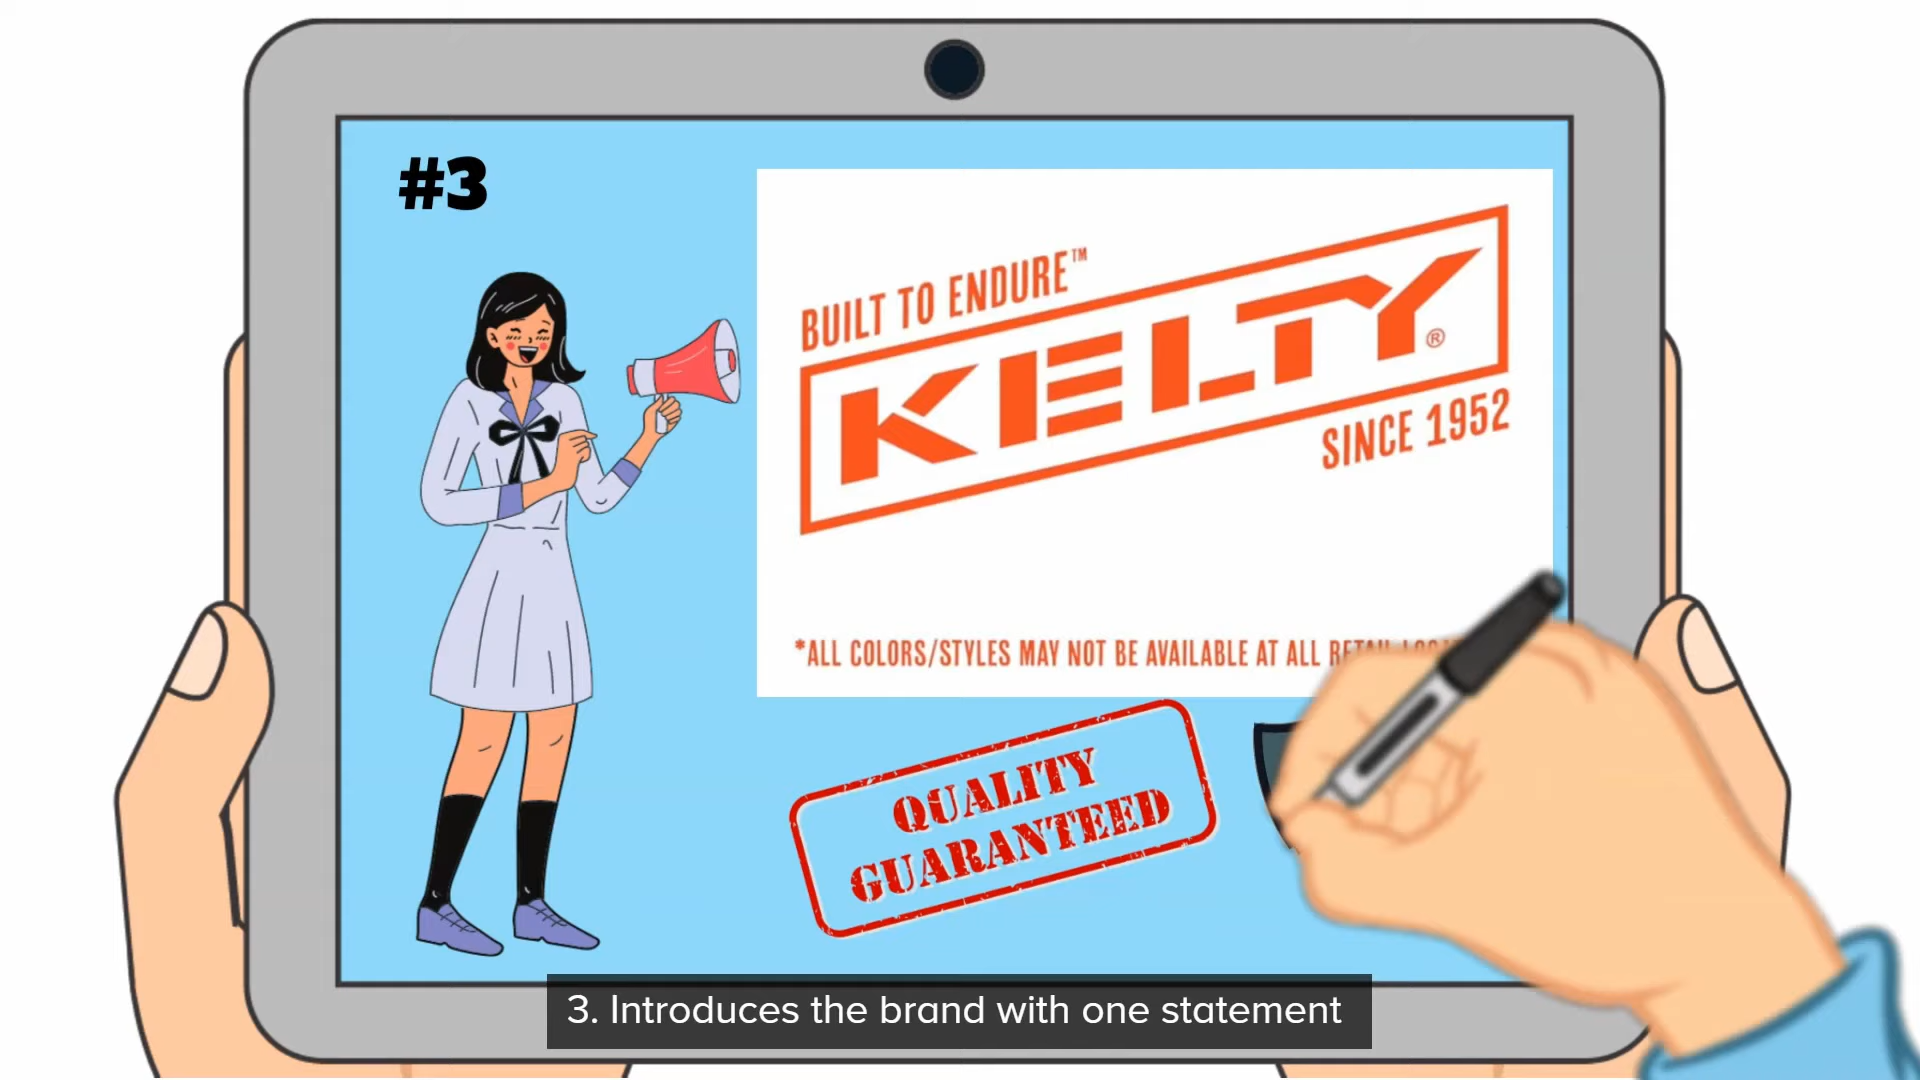 #3
BUILT TO ENDURE™
KELTY®
SINCE 1952
*ALL COLORS/STYLES MAY NOT BE AVAILABLE AT ALL
QUALITY
GUARANTEED
3. Introduces the brand with one statement